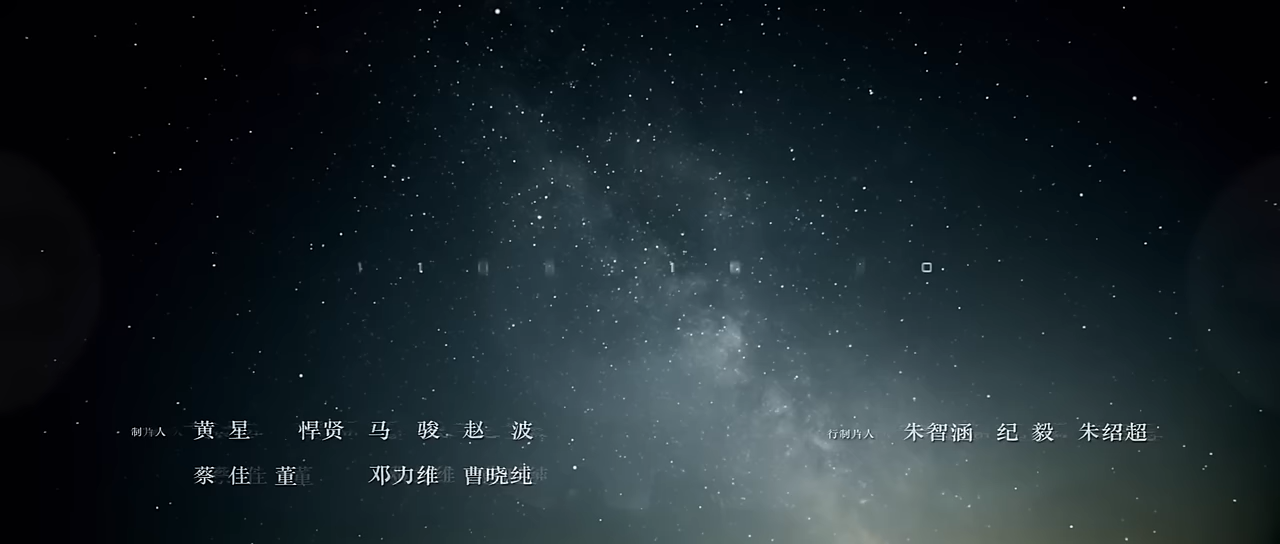 制片人 黄 星 悍贤 马 骏 赵 波
蔡 佳 董 邓力维 曹晓纯
行制片人 朱智涵 纪 毅 朱绍超